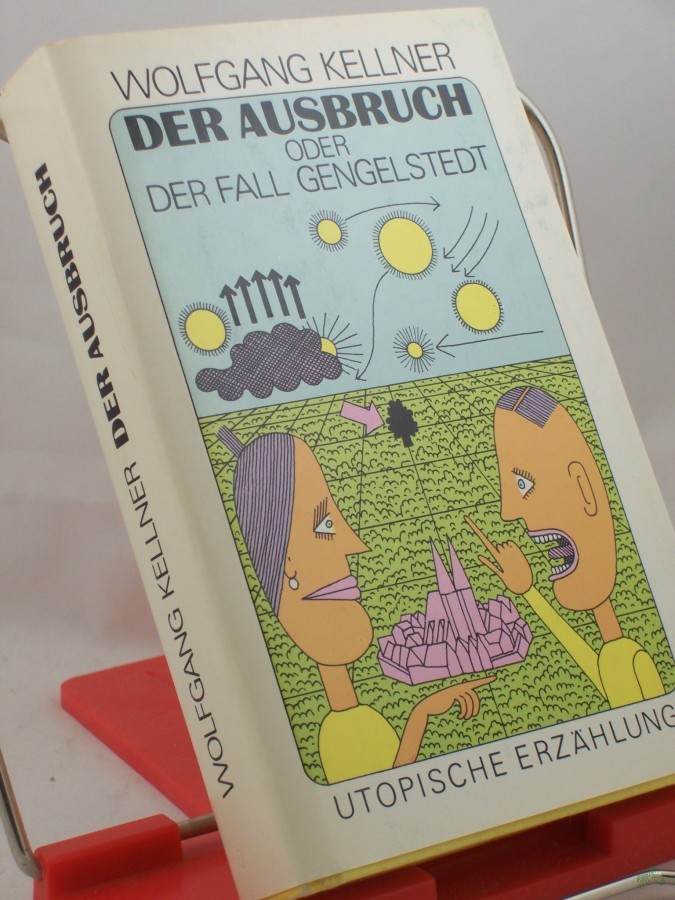 WOLFGANG KELLNER
DER AUSBRUCH
ODER
DER FALL GENGELSTEDT
UTOPISCHE ERZÄHLUNG
WOLFGANG KELLNER DER AUSBRUCH